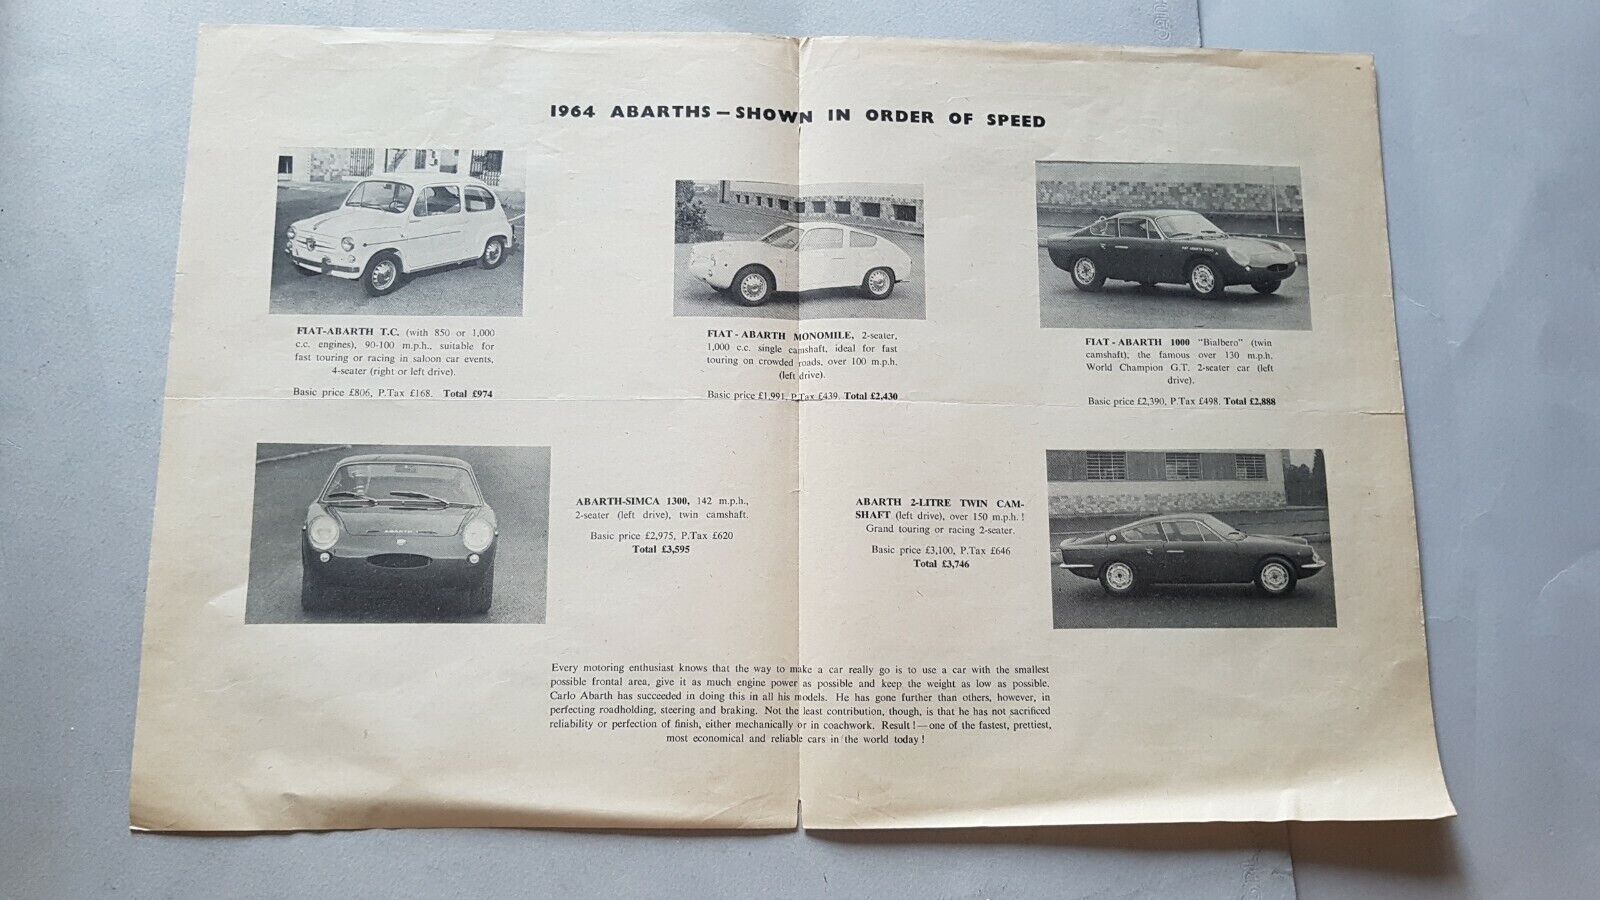 1964 ABARTHS — SHOWN IN ORDER OF SPEED
FIAT-ABARTH T.C. (with 850 or 1,000
c.c. engines), 90-100 m.p.h., suitable for
fast touring or racing in saloon car events,
4-seater (right or left drive).
Basic price £806, P.Tax £168. Total £974
FIAT - ABARTH MONOMILE, 2-seater,
1,000 c.c. single camshaft, ideal for fast
touring on crowded roads, over 100 m.p.h.
(left drive).
Basic price £1,991, P.Tax £439. Total £2,430
FIAT ABARTH 1000
FIAT - ABARTH 1000 "Bialbero" (twin
camshaft), the famous over 130 m.p.h.
World Champion G.T. 2-seater car (left
drive).
Basic price £2,390, P.Tax £498. Total £2,888
ABARTH
ABARTH-SIMCA 1300, 142 m.p.h.,
2-seater (left drive), twin camshaft.
Basic price £2,975, P.Tax £620
Total £3,595
ABARTH 2-LITRE TWIN CAM-
SHAFT (left drive), over 150 m.p.h. !
Grand touring or racing 2-seater.
Basic price £3,100, P.Tax £646
Total £3,746
Every motoring enthusiast knows that the way to make a car really go is to use a car with the smallest
possible frontal area, give it as much engine power as possible and keep the weight as low as possible.
Carlo Abarth has succeeded in doing this in all his models. He has gone further than others, however, in
perfecting roadholding, steering and braking. Not the least contribution, though, is that he has not sacrificed
reliability or perfection of finish, either mechanically or in coachwork. Result ! — one of the fastest, prettiest,
most economical and reliable cars in the world today !